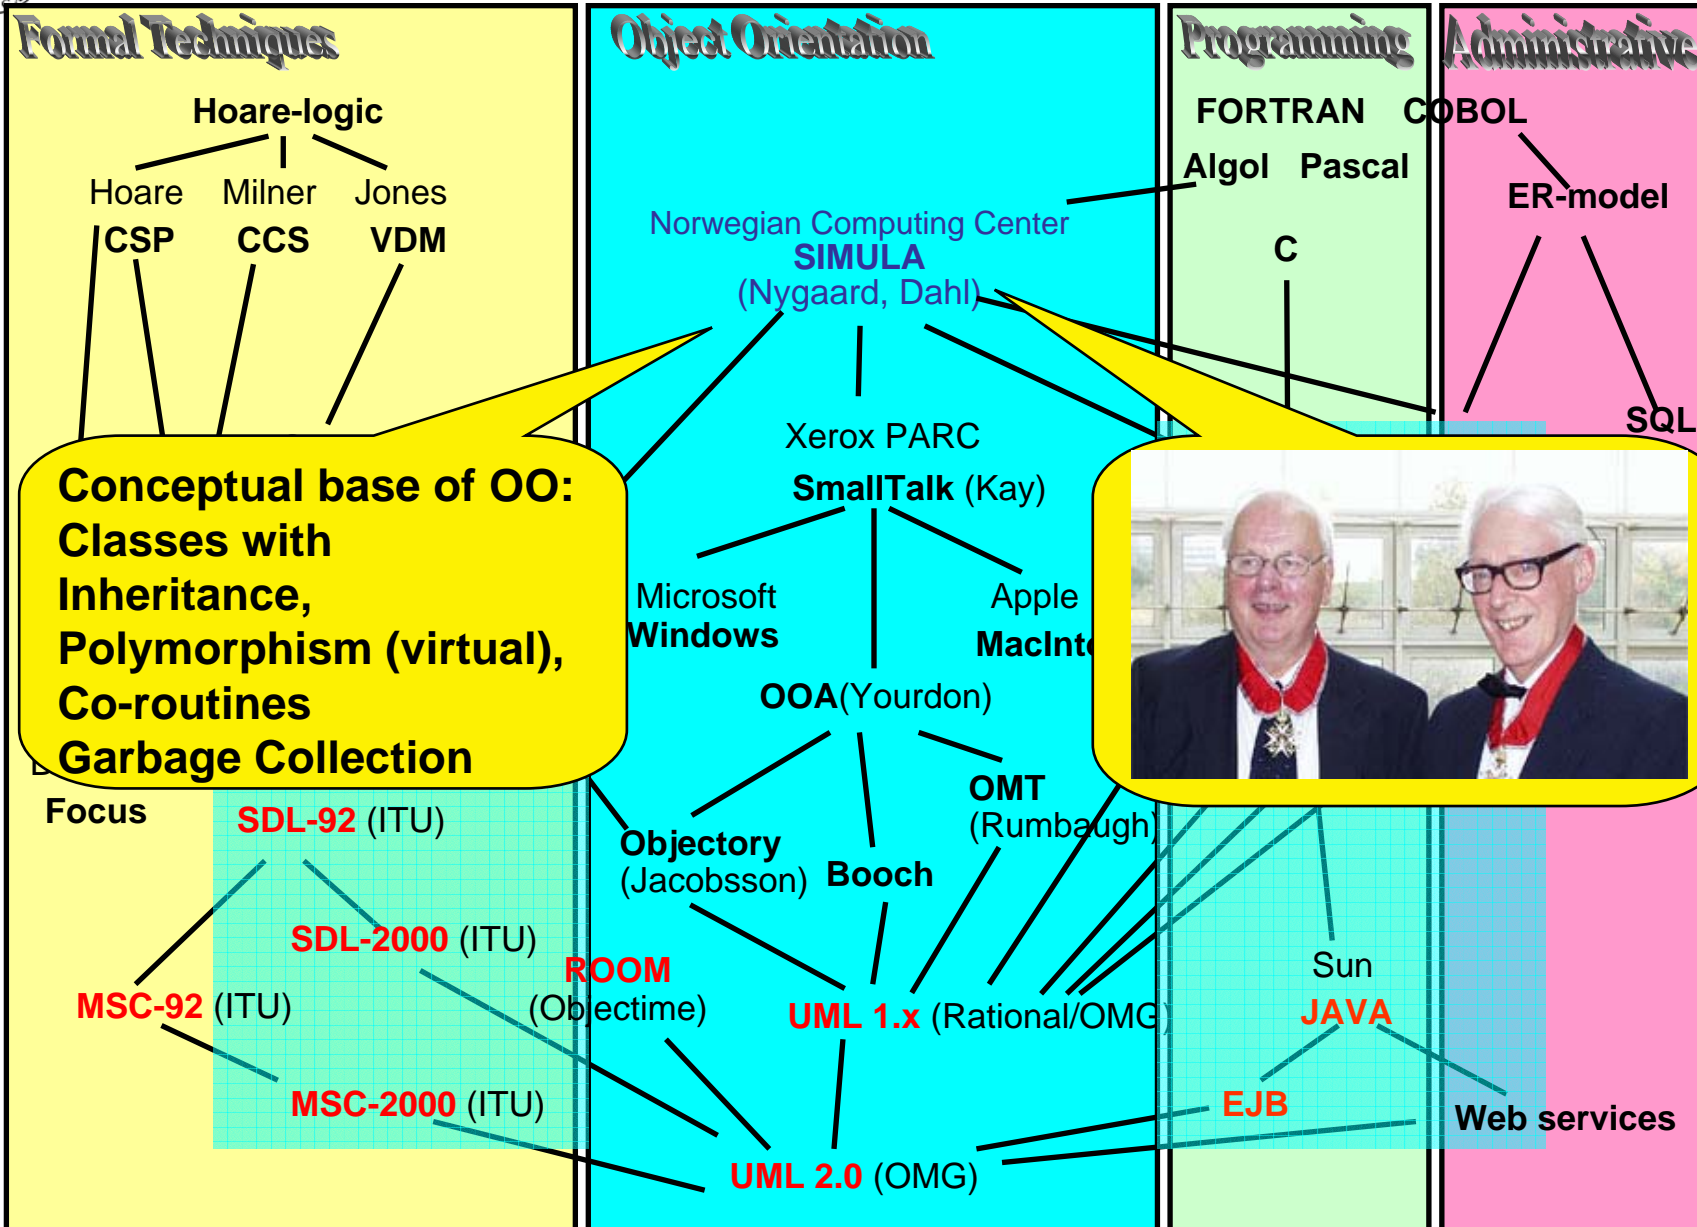 Formal Techniques
Object Orientation
Programming
Administrative
Hoare-logic
Hoare Milner Jones
CSP CCS VDM
Norwegian Computing Center
SIMULA
(Nygaard, Dahl)
FORTRAN
COBOL
Algol Pascal
C
ER-model
SQL
Xerox PARC
SmallTalk (Kay)
Conceptual base of OO:
Classes with
Inheritance,
Polymorphism (virtual),
Co-routines
Garbage Collection
Microsoft
Windows
Apple
MacInto
OOA(Yourdon)
Focus
SDL-92 (ITU)
Objectory
(Jacobsson)
Booch
OMT
(Rumbaugh)
SDL-2000 (ITU)
ROOM
(Objectime)
MSC-92 (ITU)
UML 1.x (Rational/OMG)
Sun
JAVA
MSC-2000 (ITU)
EJB
Web services
UML 2.0 (OMG)